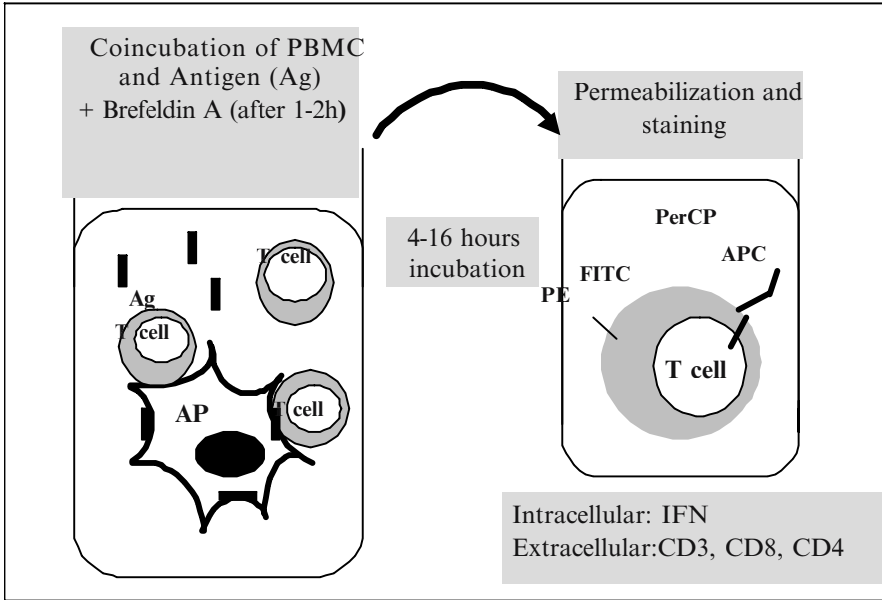 Coincubation of PBMC
and Antigen (Ag)
+ Brefeldin A (after 1-2h)
Permeabilization and
staining
4-16 hours
incubation
T cell
Ag
T cell
AP
T cell
PerCP
APC
FITC
PE
T cell
Intracellular: IFN
Extracellular:CD3, CD8, CD4